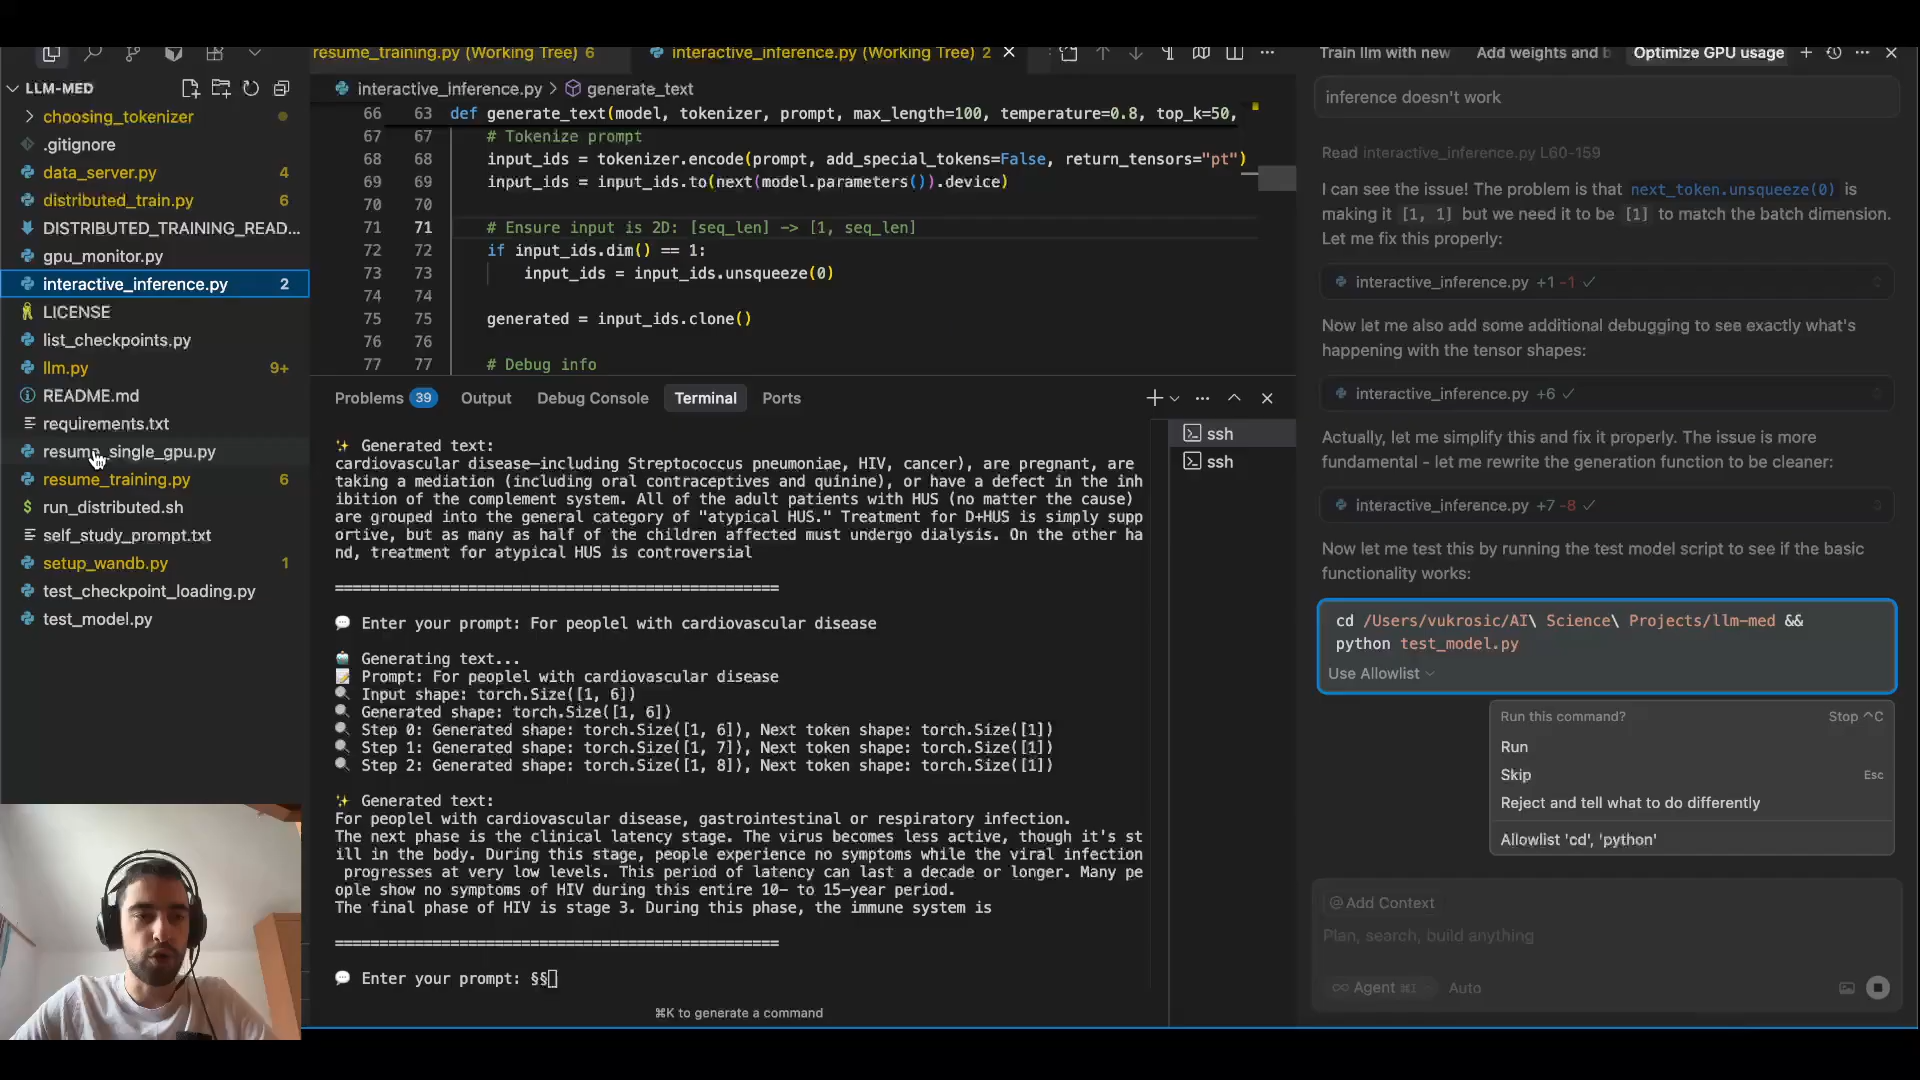 resume_training.py (Working Tree) 6
interactive_inference.py (Working Tree) 2
Train llm with new
Add weights and b
Optimize GPU usage
LLM-MED
choosing_tokenizer
.gitignore
data_server.py 4
distributed_train.py 6
DISTRIBUTED_TRAINING_READ...
gpu_monitor.py
interactive_inference.py 2
LICENSE
list_checkpoints.py
llm.py 9+
README.md
requirements.txt
resume_single_gpu.py
resume_training.py 6
run_distributed.sh
self_study_prompt.txt
setup_wandb.py 1
test_checkpoint_loading.py
test_model.py
interactive_inference.py > generate_text
66 63 def generate_text(model, tokenizer, prompt, max_length=100, temperature=0.8, top_k=50,
67 67 # Tokenize prompt
68 68 input_ids = tokenizer.encode(prompt, add_special_tokens=False, return_tensors="pt")
69 69 input_ids = input_ids.to(next(model.parameters()).device)
70 70
71 71 # Ensure input is 2D: [seq_len] -> [1, seq_len]
72 72 if input_ids.dim() == 1:
73 73 input_ids = input_ids.unsqueeze(0)
74 74
75 75 generated = input_ids.clone()
76 76
77 77 # Debug info
Problems 39 Output Debug Console Terminal Ports
ssh
ssh
✨ Generated text:
cardiovascular disease—including Streptococcus pneumoniae, HIV, cancer), are pregnant, are
taking a mediation (including oral contraceptives and quinine), or have a defect in the inh
ibition of the complement system. All of the adult patients with HUS (no matter the cause)
are grouped into the general category of "atypical HUS." Treatment for D+HUS is simply supp
ortive, but as many as half of the children affected must undergo dialysis. On the other ha
nd, treatment for atypical HUS is controversial
==================================================
💬 Enter your prompt: For peoplel with cardiovascular disease
🤖 Generating text...
📝 Prompt: For peoplel with cardiovascular disease
🔍 Input shape: torch.Size([1, 6])
🔍 Generated shape: torch.Size([1, 6])
🔍 Step 0: Generated shape: torch.Size([1, 6]), Next token shape: torch.Size([1])
🔍 Step 1: Generated shape: torch.Size([1, 7]), Next token shape: torch.Size([1])
🔍 Step 2: Generated shape: torch.Size([1, 8]), Next token shape: torch.Size([1])
✨ Generated text:
For peoplel with cardiovascular disease, gastrointestinal or respiratory infection.
The next phase is the clinical latency stage. The virus becomes less active, though it's st
ill in the body. During this stage, people experience no symptoms while the viral infection
progresses at very low levels. This period of latency can last a decade or longer. Many pe
ople show no symptoms of HIV during this entire 10- to 15-year period.
The final phase of HIV is stage 3. During this phase, the immune system is
==================================================
💬 Enter your prompt: §§
⌘K to generate a command
inference doesn't work
Read interactive_inference.py L60-159
I can see the issue! The problem is that next_token.unsqueeze(0) is
making it [1, 1] but we need it to be [1] to match the batch dimension.
Let me fix this properly:
interactive_inference.py +1 -1 ✓
Now let me also add some additional debugging to see exactly what's
happening with the tensor shapes:
interactive_inference.py +6 ✓
Actually, let me simplify this and fix it properly. The issue is more
fundamental - let me rewrite the generation function to be cleaner:
interactive_inference.py +7 -8 ✓
Now let me test this by running the test model script to see if the basic
functionality works:
cd /Users/vukrosic/AI\ Science\ Projects/llm-med &&
python test_model.py
Use Allowlist
Run this command? Stop ^C
Run
Skip Esc
Reject and tell what to do differently
Allowlist 'cd', 'python'
@ Add Context
Plan, search, build anything
∞ Agent ⌘I Auto